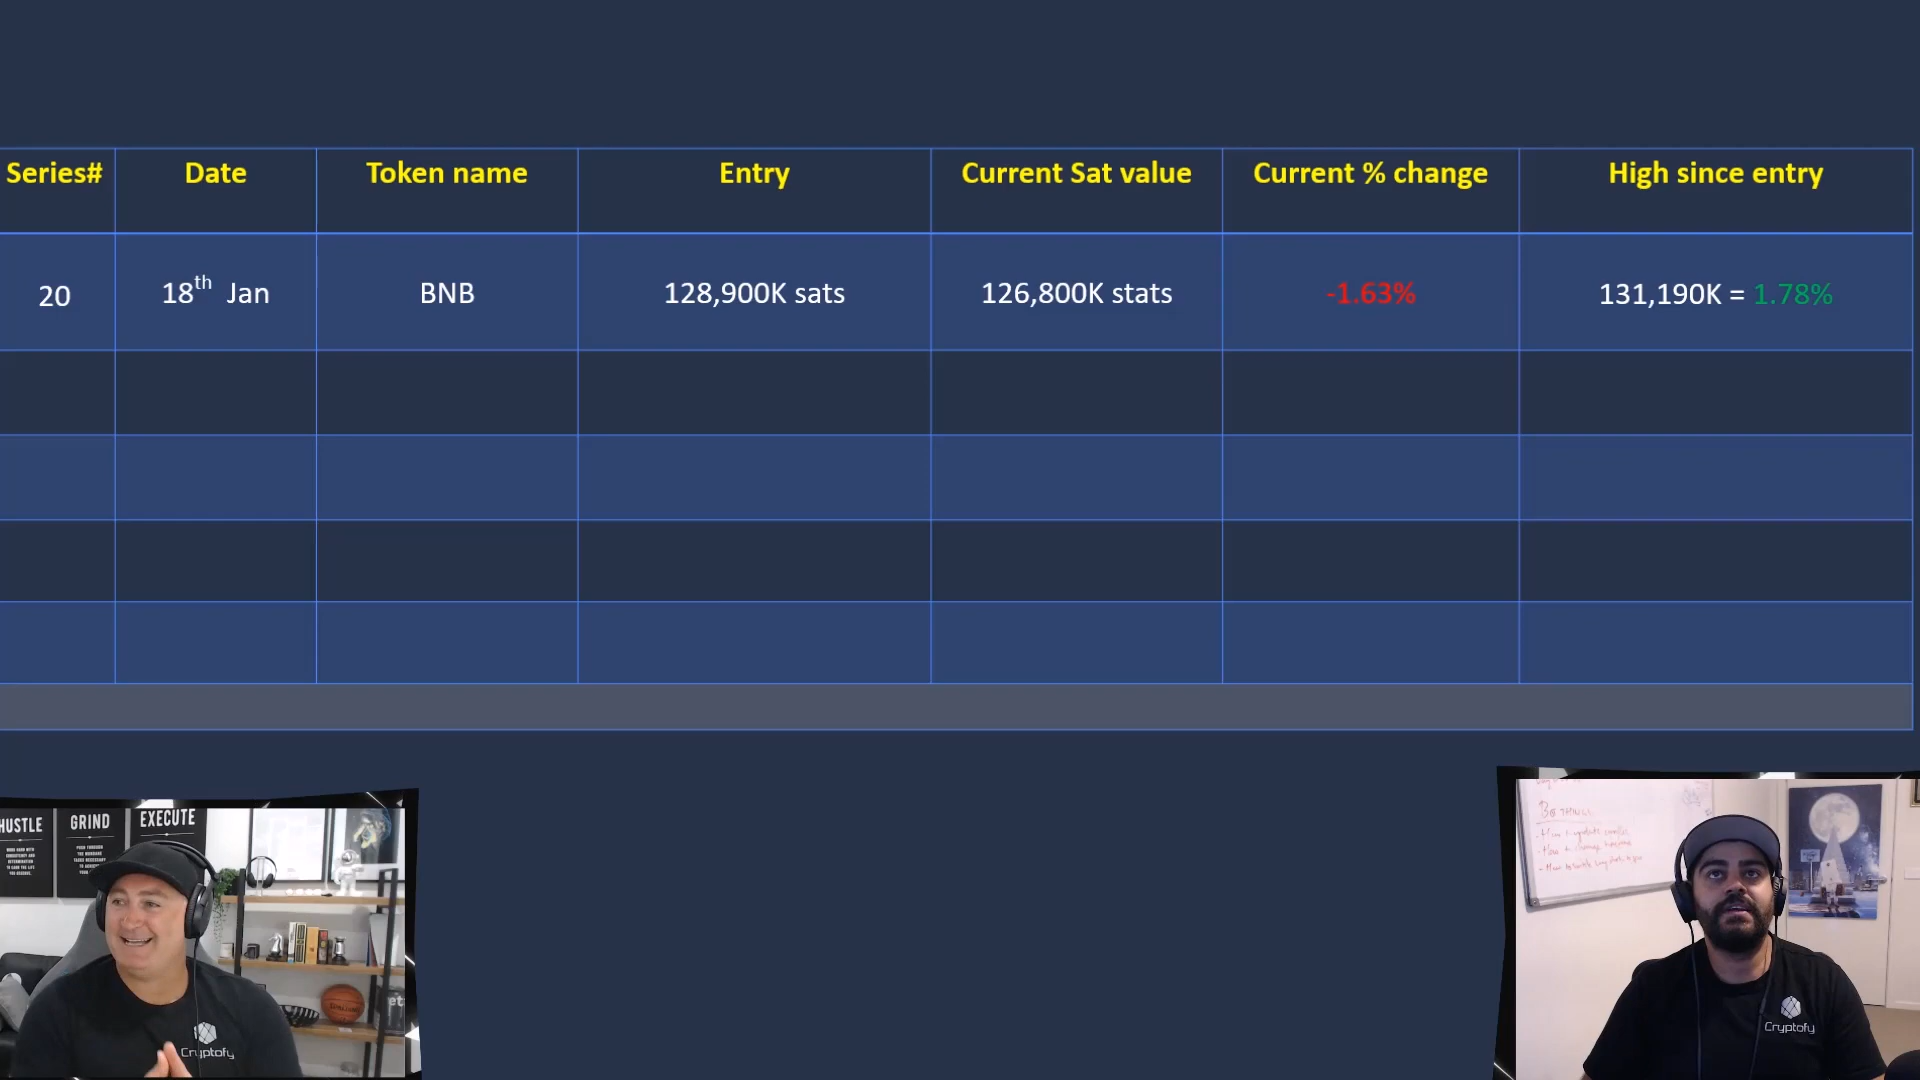 Series# Date Token name Entry Current Sat value Current % change High since entry
20 18th Jan BNB 128,900K sats 126,800K stats -1.63% 131,190K = 1.78%
HUSTLE GRIND EXECUTE
Cryptofy
Cryptofy